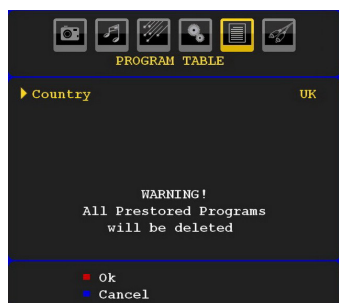 PROGRAM TABLE
Country UK
WARNING!
All Prestored Programs
will be deleted
Ok
Cancel